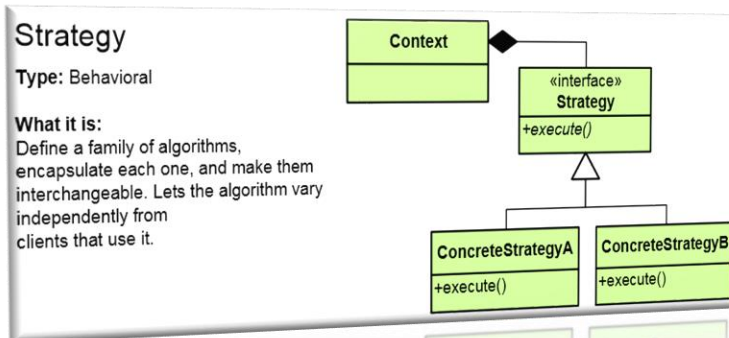 Strategy
Type: Behavioral
What it is:
Define a family of algorithms,
encapsulate each one, and make them
interchangeable. Lets the algorithm vary
independently from
clients that use it.
Context
«interface»
Strategy
+execute()
ConcreteStrategyA
+execute()
ConcreteStrategyB
+execute()